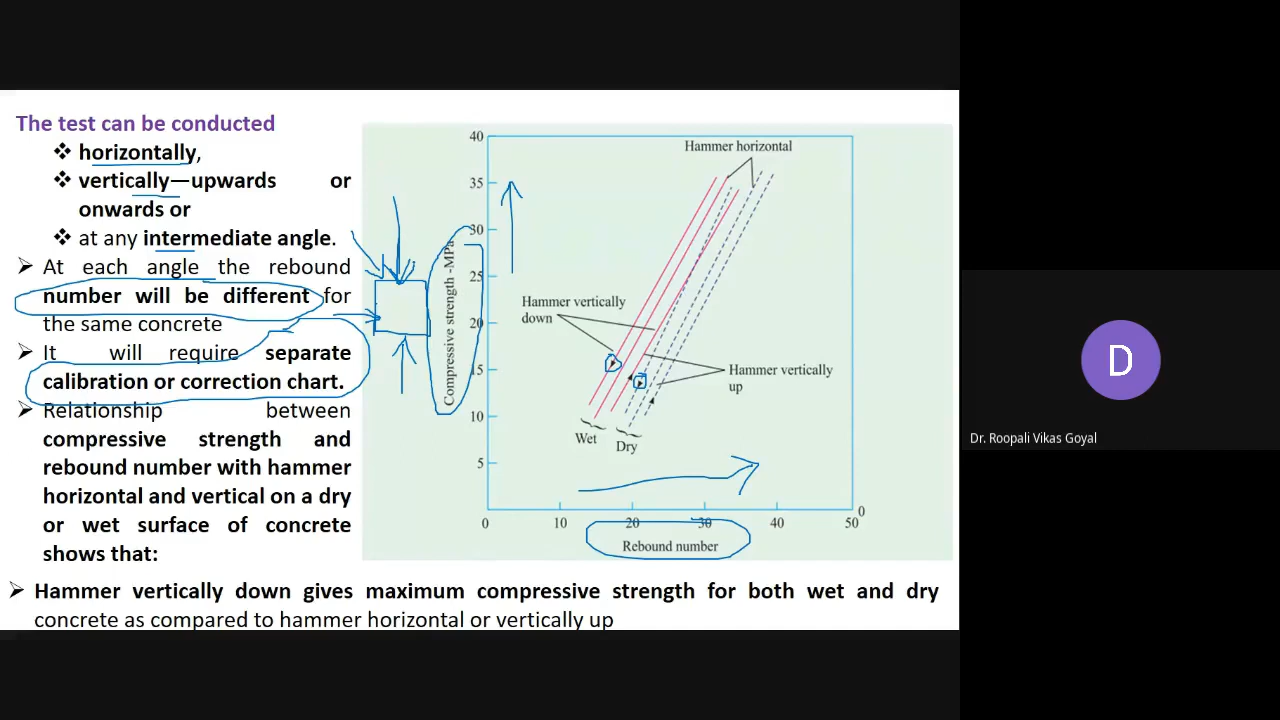 The test can be conducted
❖ horizontally,
❖ vertically—upwards or
onwards or
❖ at any intermediate angle.
➢ At each angle the rebound
number will be different for
the same concrete
➢ It will require separate
calibration or correction chart.
➢ Relationship between
compressive strength and
rebound number with hammer
horizontal and vertical on a dry
or wet surface of concrete
shows that:
40
35
30
25
20
15
10
5
0
Compressive strength -MPa
Hammer horizontal
Hammer vertically
down
Hammer vertically
up
Wet
Dry
10
20
30
40
50
0
Rebound number
➢ Hammer vertically down gives maximum compressive strength for both wet and dry
concrete as compared to hammer horizontal or vertically up
D
Dr. Roopali Vikas Goyal